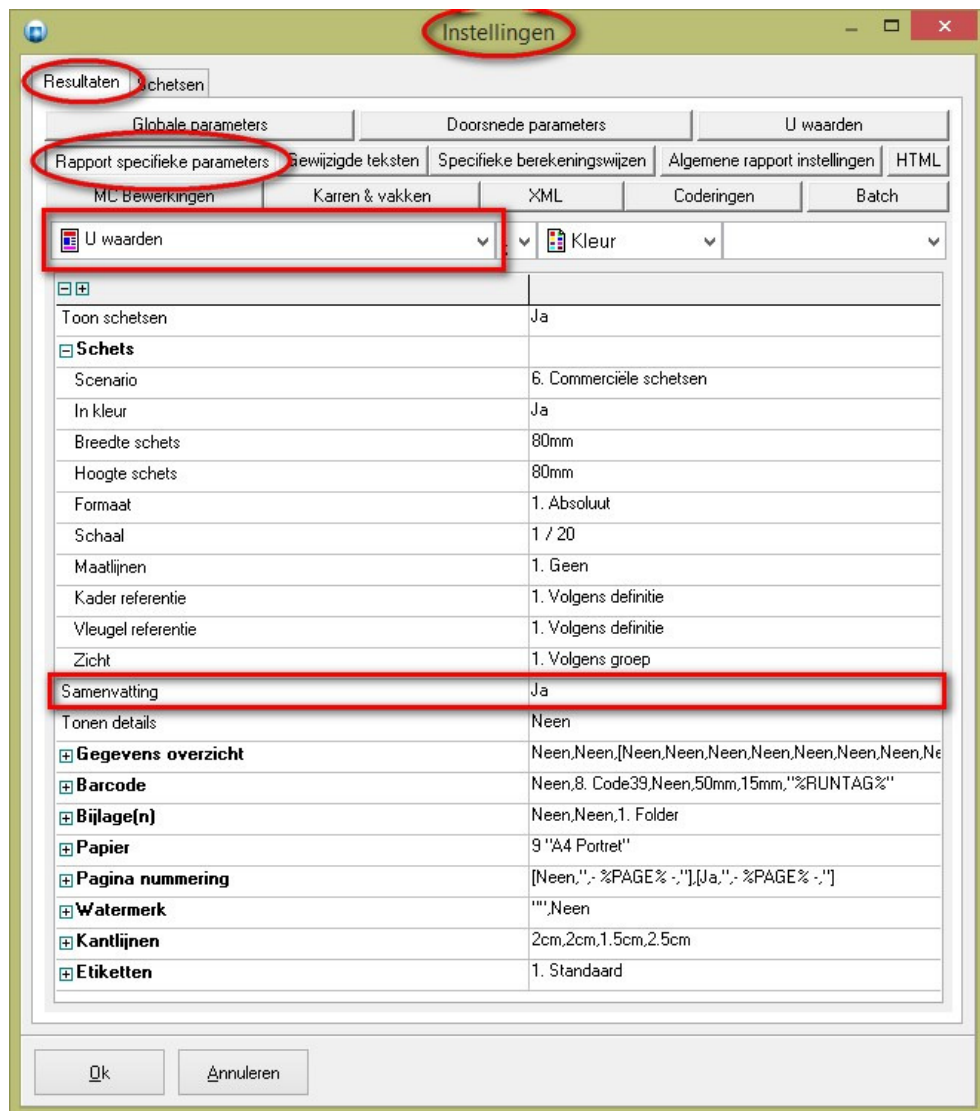 Instellingen
Resultaten Schetsen
Globale parameters Doorsnede parameters U waarden
Rapport specifieke parameters Gewijzigde teksten Specifieke berekeningswijzen Algemene rapport instellingen HTML
MC Bewerkingen Karren & vakken XML Coderingen Batch
U waarden Kleur
Toon schetsen Ja
Schets
Scenario 6. Commerciële schetsen
In kleur Ja
Breedte schets 80mm
Hoogte schets 80mm
Formaat 1. Absoluut
Schaal 1 / 20
Maatlijnen 1. Geen
Kader referentie 1. Volgens definitie
Vleugel referentie 1. Volgens definitie
Zicht 1. Volgens groep
Samenvatting Ja
Tonen details Neen
Gegevens overzicht Neen,Neen,[Neen,Neen,Neen,Neen,Neen,Neen,Neen,Ne
Barcode Neen,8. Code39,Neen,50mm,15mm,"%RUNTAG%"
Bijlage(n) Neen,Neen,1. Folder
Papier 9 "A4 Portret"
Pagina nummering [Neen,'',- %PAGE% -,''],[Ja,'',- %PAGE% -,'']
Watermerk "",Neen
Kantlijnen 2cm,2cm,1.5cm,2.5cm
Etiketten 1. Standaard
Ok Annuleren